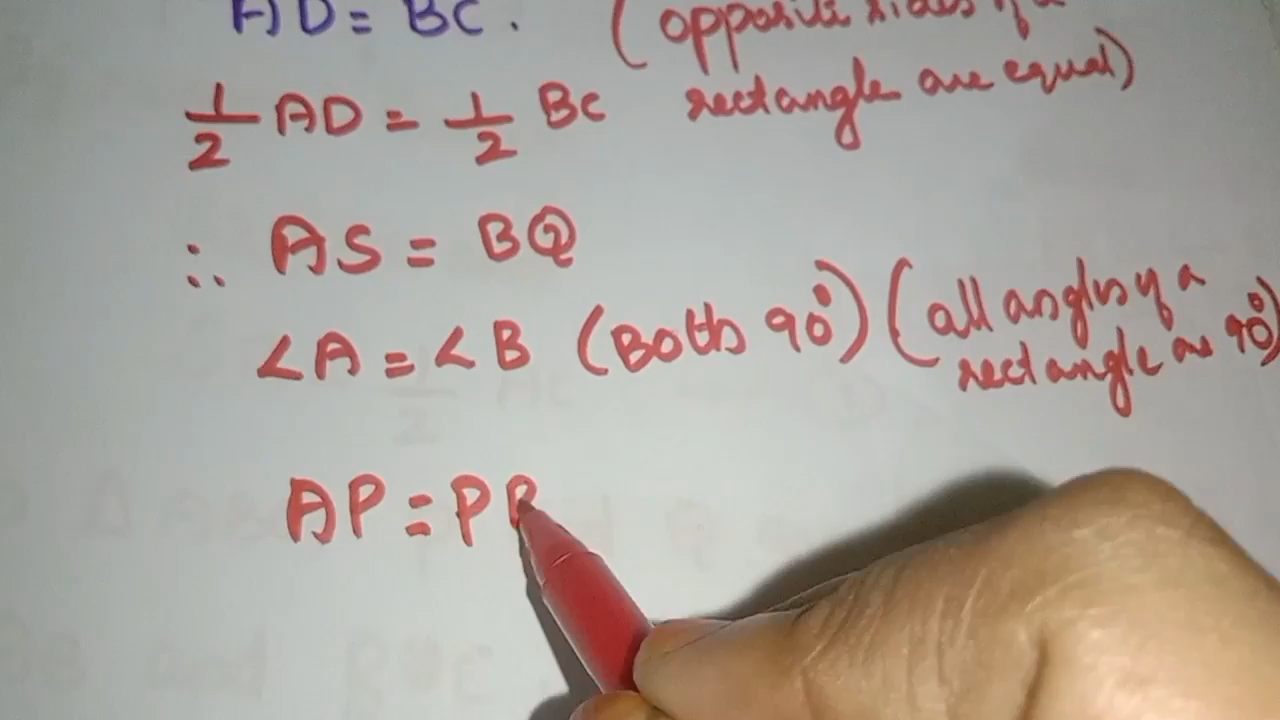 AD = BC. (opposite sides of a
rectangle are equal)
1/2 AD = 1/2 BC
∴ AS = BQ
∠A = ∠B (Both 90°) (all angles of a
rectangle are 90°)
AP = PB